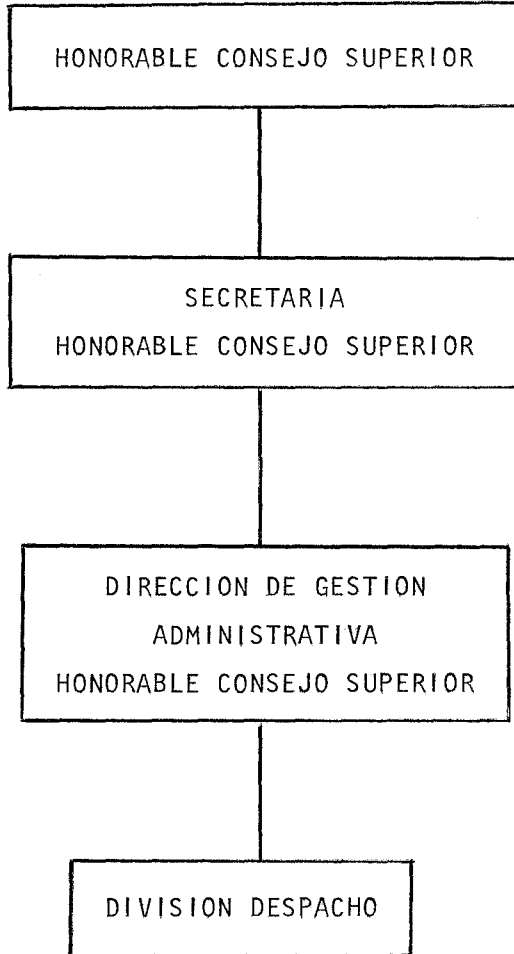 HONORABLE CONSEJO SUPERIOR
SECRETARIA
HONORABLE CONSEJO SUPERIOR
DIRECCION DE GESTION
ADMINISTRATIVA
HONORABLE CONSEJO SUPERIOR
DIVISION DESPACHO